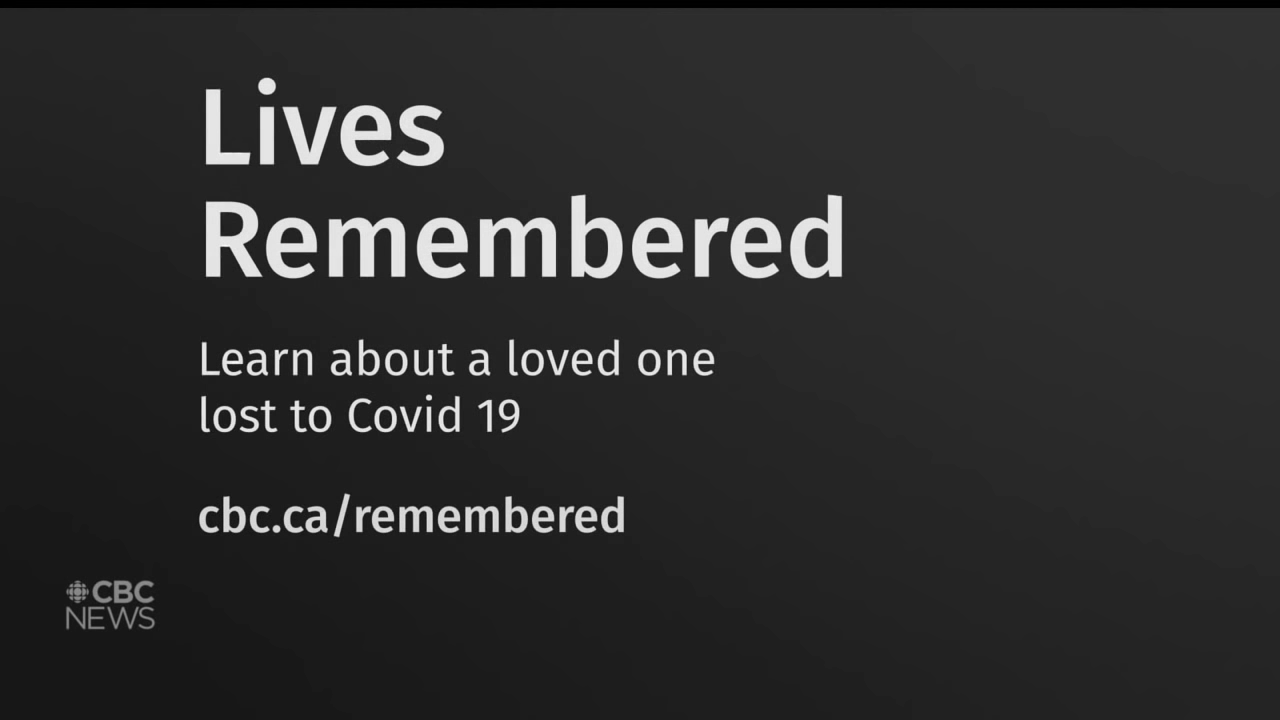 Lives
Remembered
Learn about a loved one
lost to Covid 19
cbc.ca/remembered
CBC
NEWS